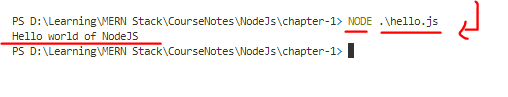 PS D:\Learning\MERN Stack\CourseNotes\NodeJs\chapter-1> NODE .\hello.js
Hello world of NodeJS
PS D:\Learning\MERN Stack\CourseNotes\NodeJs\chapter-1>